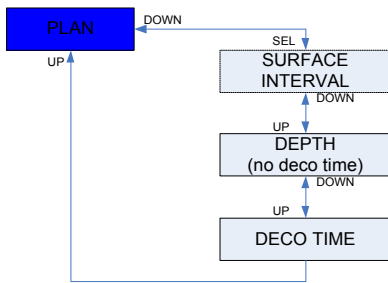 PLAN
DOWN
UP
SEL
SURFACE
INTERVAL
DOWN
UP
DEPTH
(no deco time)
DOWN
UP
DECO TIME